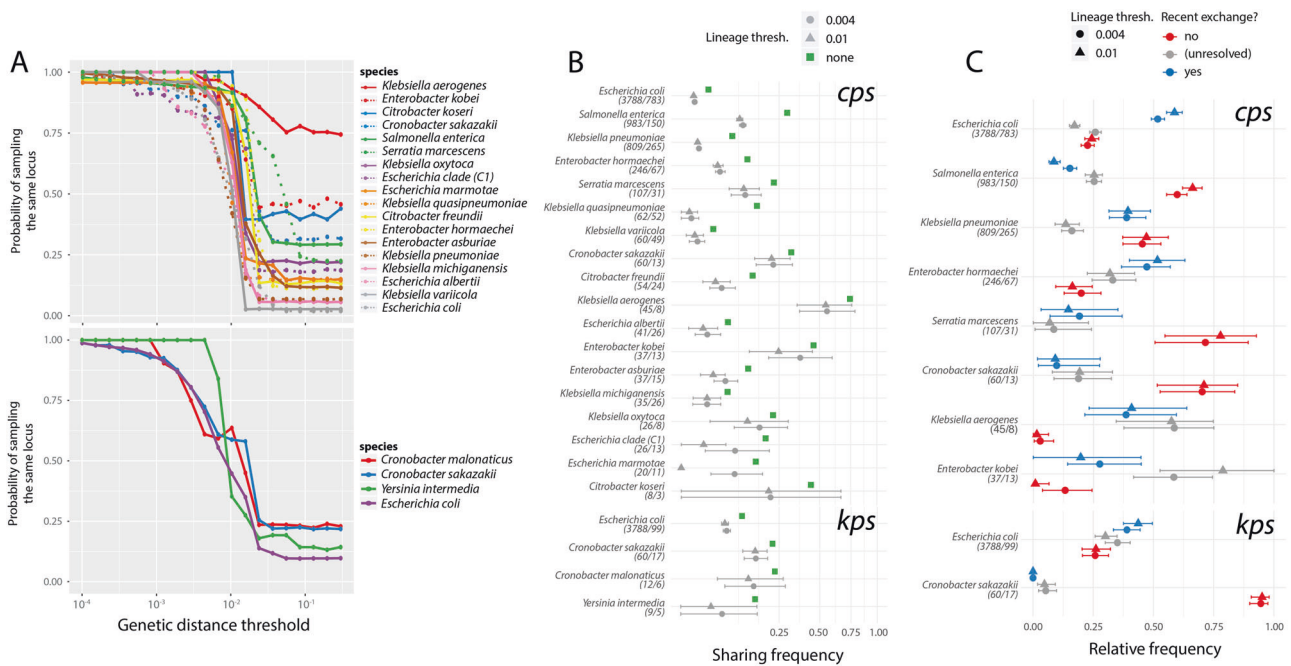 A
Probability of sampling
the same locus
1.00
0.75
0.50
0.25
0.00
species
Klebsiella aerogenes
Enterobacter kobei
Citrobacter koseri
Cronobacter sakazakii
Salmonella enterica
Serratia marcescens
Klebsiella oxytoca
Escherichia clade (C1)
Escherichia marmotae
Klebsiella quasipneumoniae
Citrobacter freundii
Enterobacter hormaechei
Enterobacter asburiae
Klebsiella pneumoniae
Klebsiella michiganensis
Escherichia albertii
Klebsiella variicola
Escherichia coli
Probability of sampling
the same locus
1.00
0.75
0.50
0.25
0.00
species
Cronobacter malonaticus
Cronobacter sakazakii
Yersinia intermedia
Escherichia coli
10-4
10-3
10-2
10-1
Genetic distance threshold
B
Lineage thresh.
0.004
0.01
none
cps
Escherichia coli
(3788/783)
Salmonella enterica
(983/150)
Klebsiella pneumoniae
(809/265)
Enterobacter hormaechei
(246/67)
Serratia marcescens
(107/31)
Klebsiella quasipneumoniae
(62/52)
Klebsiella variicola
(60/49)
Cronobacter sakazakii
(60/13)
Citrobacter freundii
(54/24)
Klebsiella aerogenes
(45/8)
Escherichia albertii
(41/26)
Enterobacter kobei
(37/13)
Enterobacter asburiae
(37/15)
Klebsiella michiganensis
(35/26)
Klebsiella oxytoca
(26/8)
Escherichia clade (C1)
(26/13)
Escherichia marmotae
(20/11)
Citrobacter koseri
(8/3)
kps
Escherichia coli
(3788/99)
Cronobacter sakazakii
(60/17)
Cronobacter malonaticus
(12/6)
Yersinia intermedia
(9/5)
0.25
0.50
0.75
1.00
Sharing frequency
C
Lineage thresh.
0.004
0.01
Recent exchange?
no
(unresolved)
yes
cps
Escherichia coli
(3788/783)
Salmonella enterica
(983/150)
Klebsiella pneumoniae
(809/265)
Enterobacter hormaechei
(246/67)
Serratia marcescens
(107/31)
Cronobacter sakazakii
(60/13)
Klebsiella aerogenes
(45/8)
Enterobacter kobei
(37/13)
kps
Escherichia coli
(3788/99)
Cronobacter sakazakii
(60/17)
0.00
0.25
0.50
0.75
1.00
Relative frequency